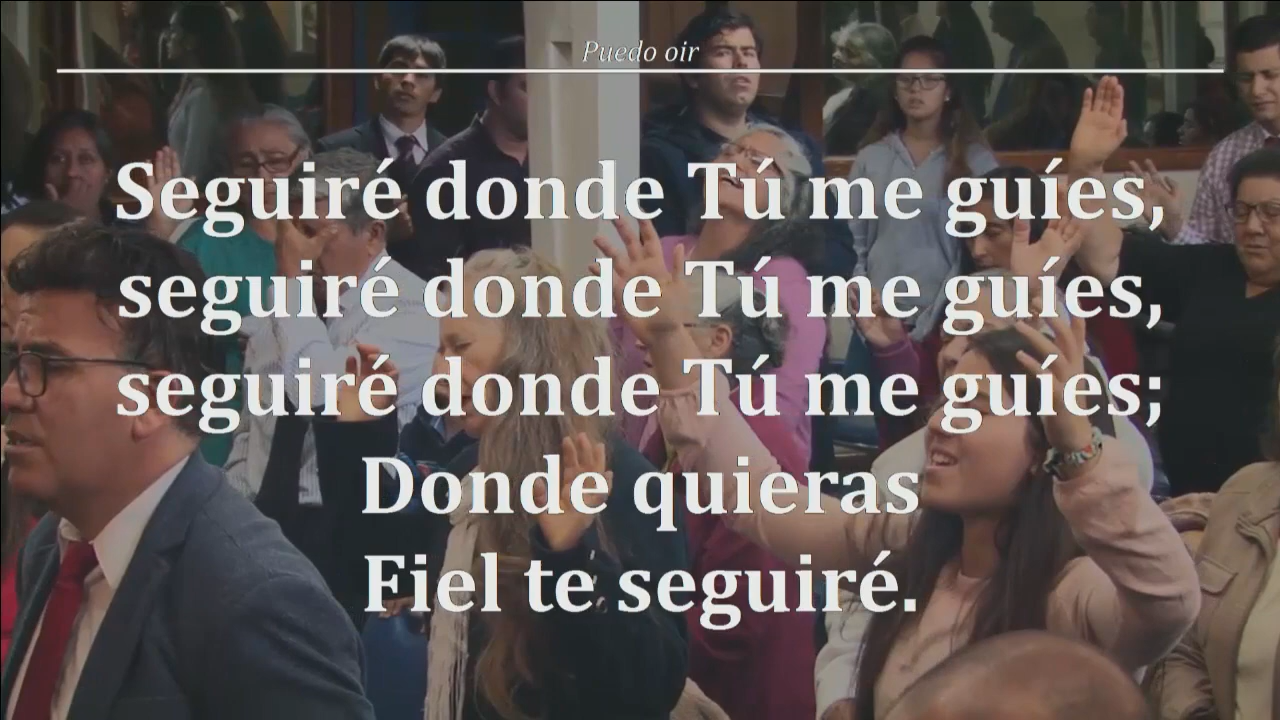 Puedo oir
Seguiré donde Tú me guíes,
seguiré donde Tú me guíes,
seguiré donde Tú me guíes;
Donde quieras
Fiel te seguiré.